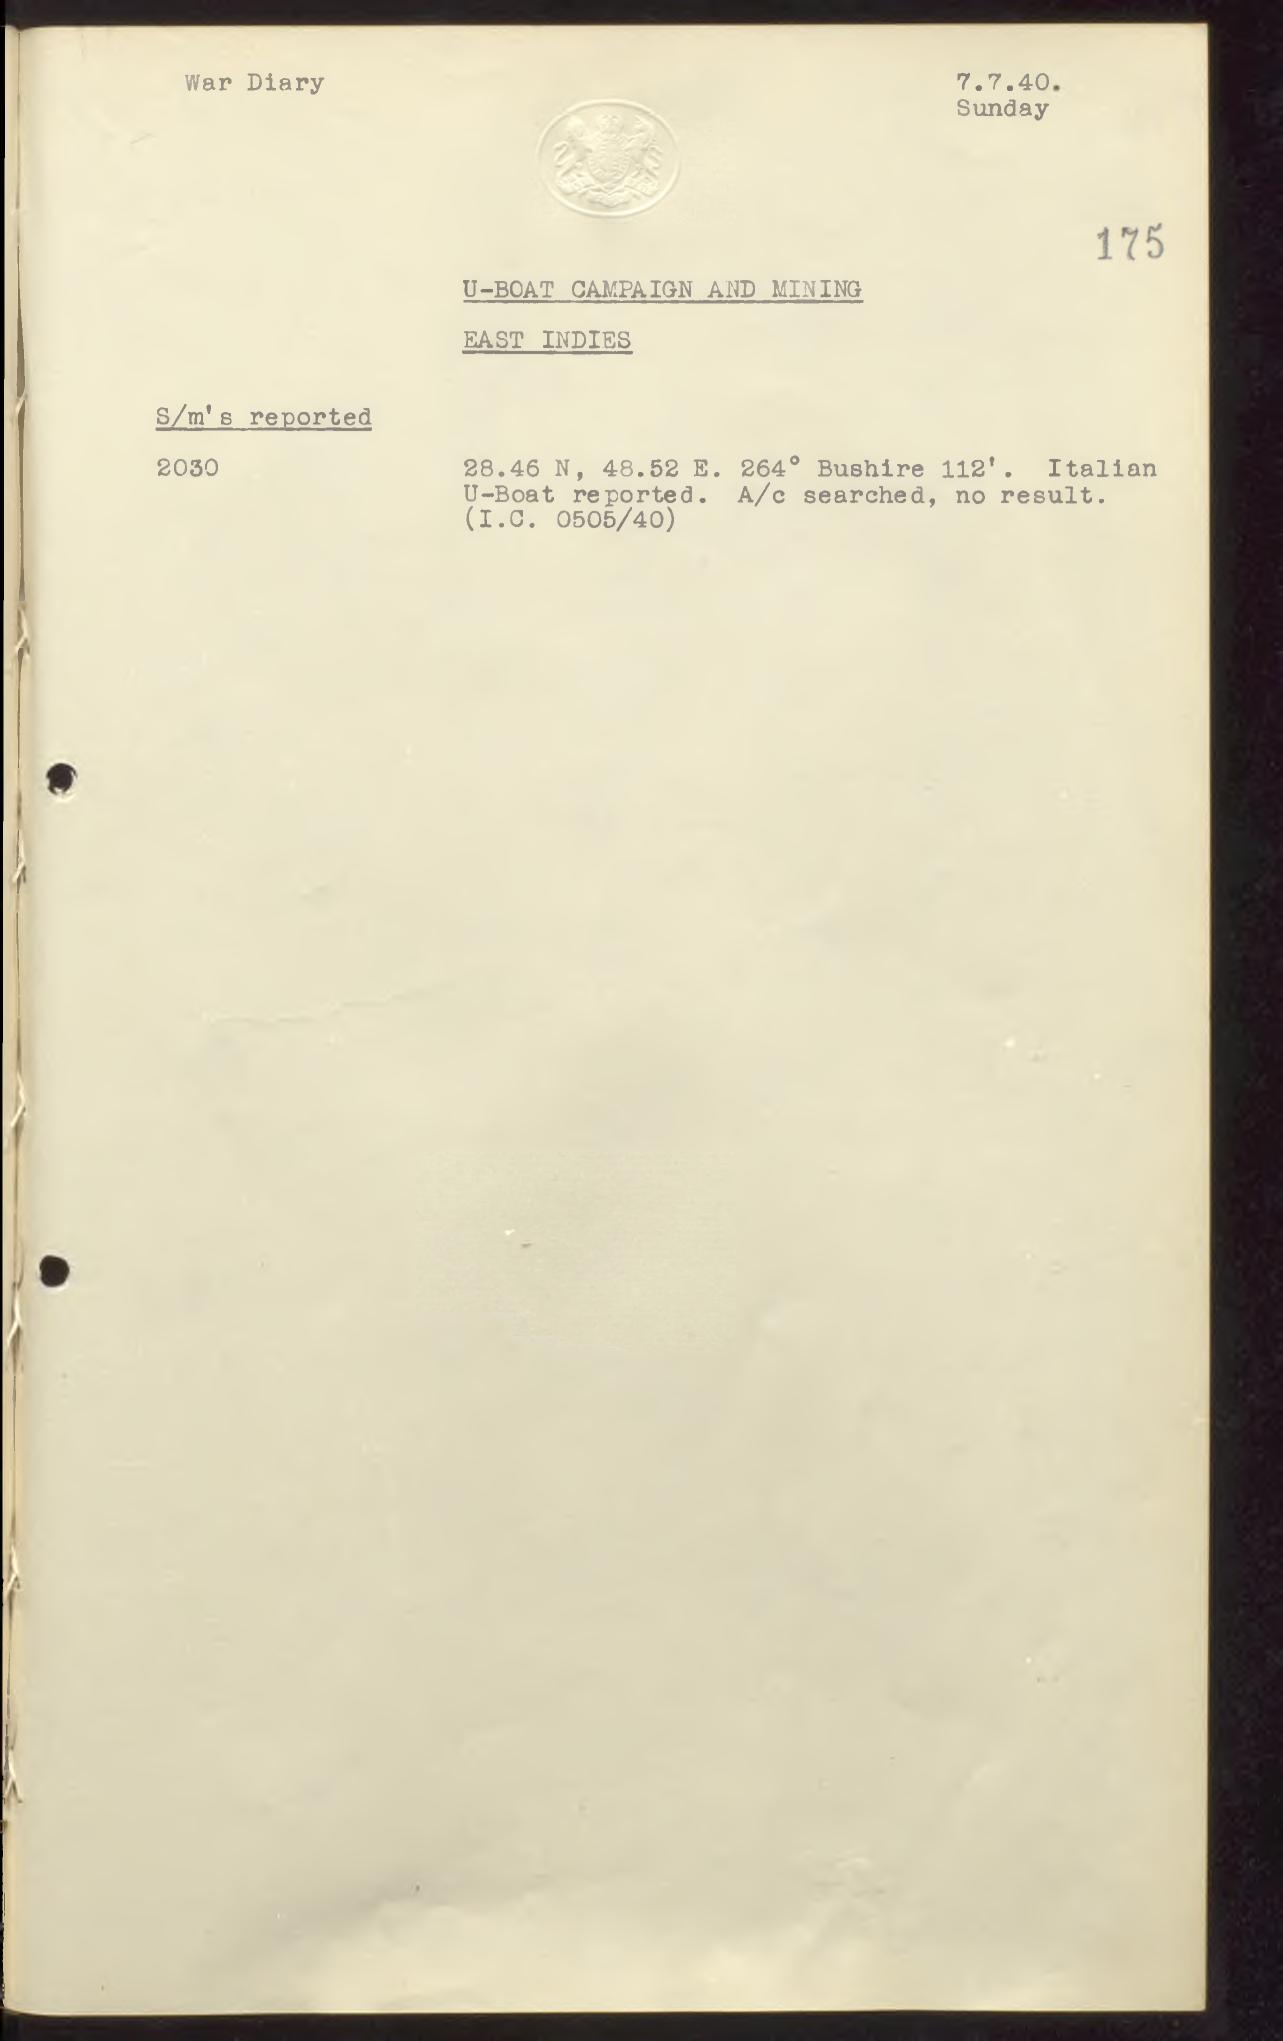 War Diary
7.7.40.
Sunday
175
U-BOAT CAMPAIGN AND MINING
EAST INDIES
S/m's reported
2030
28.46 N, 48.52 E. 264° Bushire 112'. Italian
U-Boat reported. A/c searched, no result.
(I.C. 0505/40)